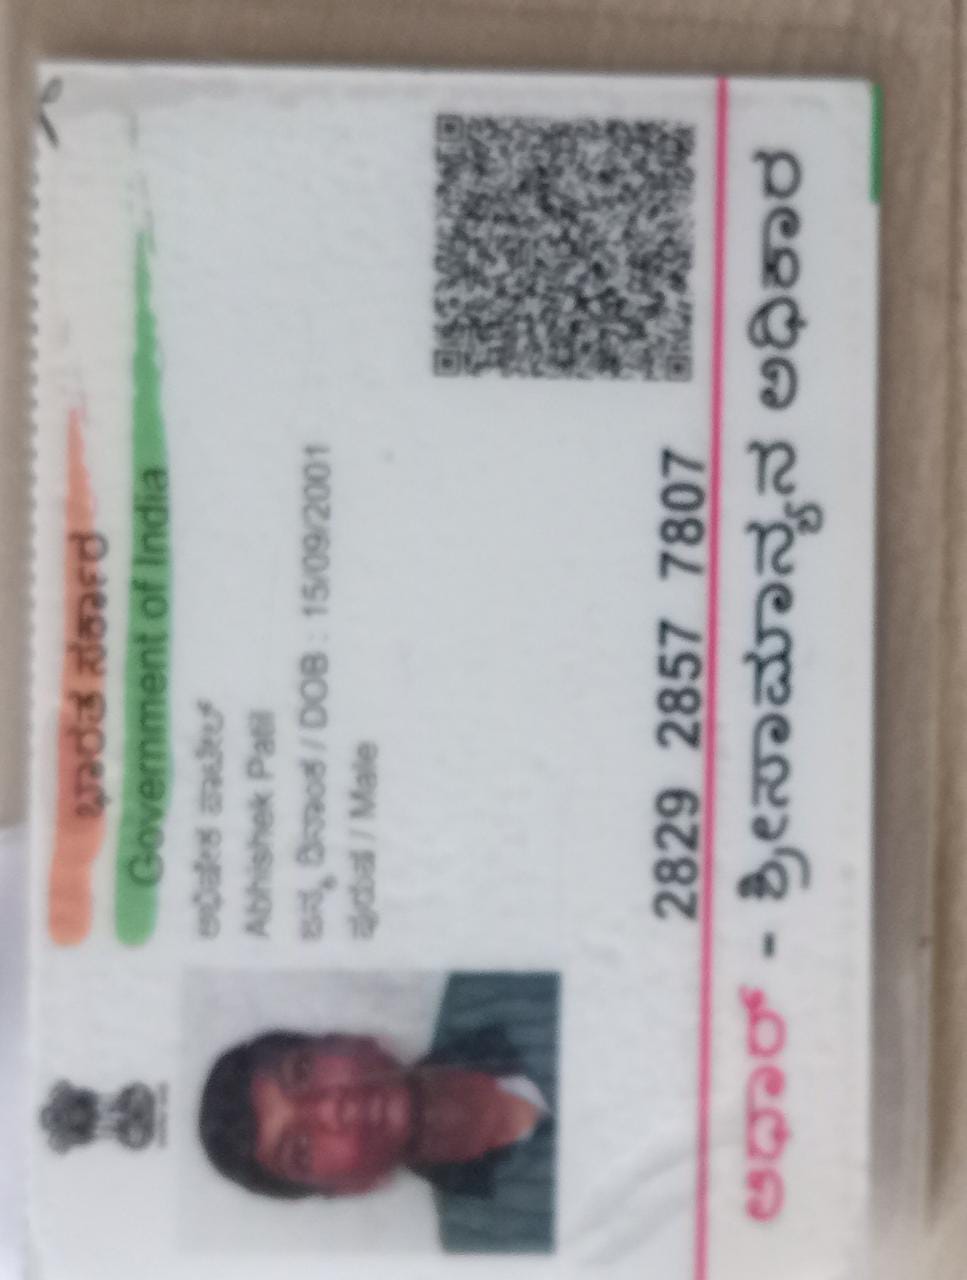 ಭಾರತ ಸರ್ಕಾರ
Government of India
ಅಭಿಷೇಕ ಪಾಟೀಲ್
Abhishek Patil
ಜನ್ಮ ದಿನಾಂಕ / DOB : 15/09/2001
ಪುರುಷ / Male
2829 2857 7807
ಆಧಾರ್ - ಶ್ರೀಸಾಮಾನ್ಯನ ಅಧಿಕಾರ